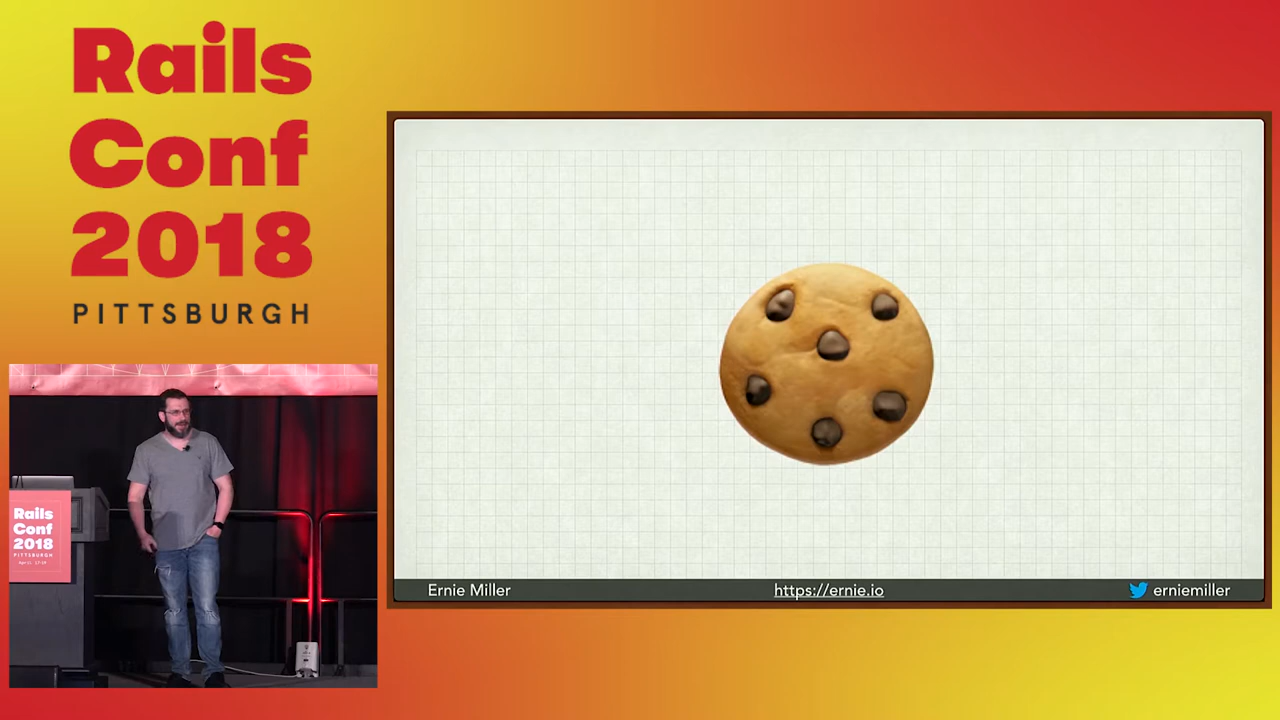 Rails
Conf
2018
PITTSBURGH
Rails
Conf
2018
PITTSBURGH
Ernie Miller
https://ernie.io
erniemiller